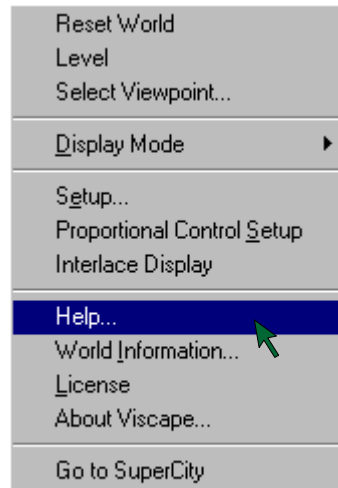 Reset World
Level
Select Viewpoint...
Display Mode
Setup...
Proportional Control Setup
Interlace Display
Help...
World Information...
License
About Viscape...
Go to SuperCity